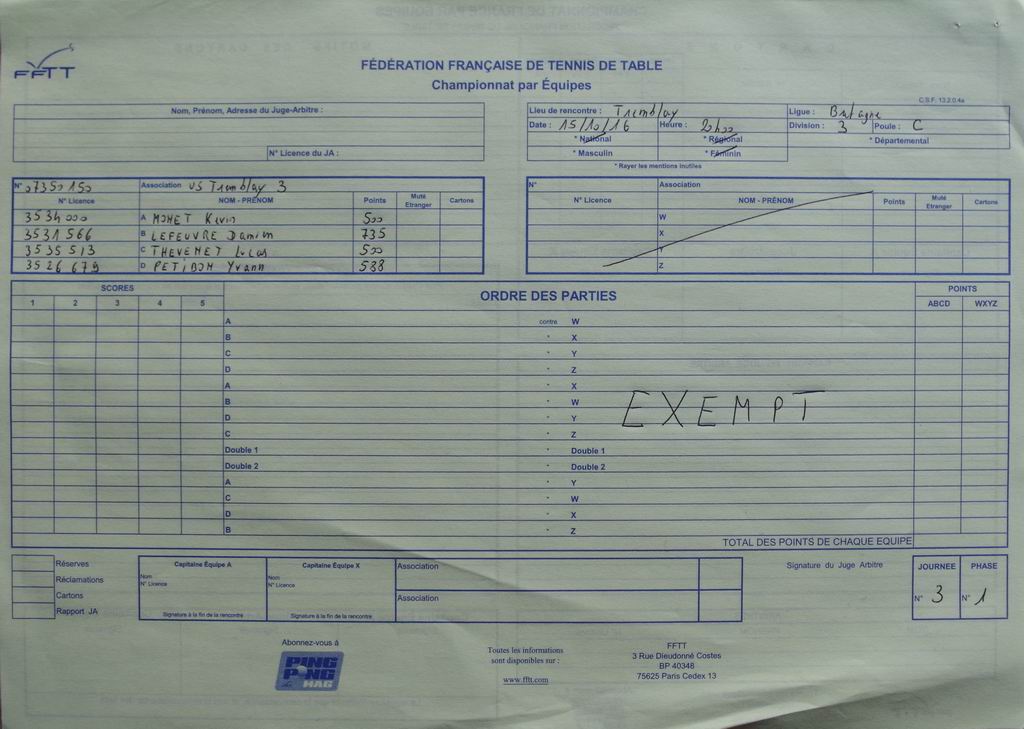 FFTT
FÉDÉRATION FRANÇAISE DE TENNIS DE TABLE
Championnat par Équipes
C.S.F. 13.2.0.4a
Nom, Prénom, Adresse du Juge-Arbitre :
N° Licence du JA :
Lieu de rencontre : Tremblay Ligue : Bretagne
Date : 15/10/16 Heure : 20h00 Division : 3 Poule : C
* National * Régional * Départemental
* Masculin * Féminin
* Rayer les mentions inutiles
N° 07350150 Association US Tremblay 3
N° Licence NOM - PRÉNOM Points Muté Etranger Cartons
3534000 A MOMET Kevin 500
3531566 B LEFEUVRE Damien 735
3535513 C THEVENET Lucas 500
3526679 D PETIBON Yvann 538
N° Association
N° Licence NOM - PRÉNOM Points Muté Etranger Cartons
W
X
Y
Z
SCORES ORDRE DES PARTIES POINTS
1 2 3 4 5 ABCD WXYZ
A contre W
B " X
C " Y
D " Z
A " X
B " W
D " Y
C " Z
EXEMPT
Double 1 " Double 1
Double 2 " Double 2
A " Y
C " W
D " X
B " Z
TOTAL DES POINTS DE CHAQUE EQUIPE
Réserves
Réclamations
Cartons
Rapport JA
Capitaine Équipe A
Nom
N° Licence
Signature à la fin de la rencontre
Capitaine Équipe X
Nom
N° Licence
Signature à la fin de la rencontre
Association
Association
Signature du Juge Arbitre
JOURNEE PHASE
N° 3 N° 1
Abonnez-vous à
PING PONG MAG
Toutes les informations
sont disponibles sur :
www.fftt.com
FFTT
3 Rue Dieudonné Costes
BP 40348
75625 Paris Cedex 13